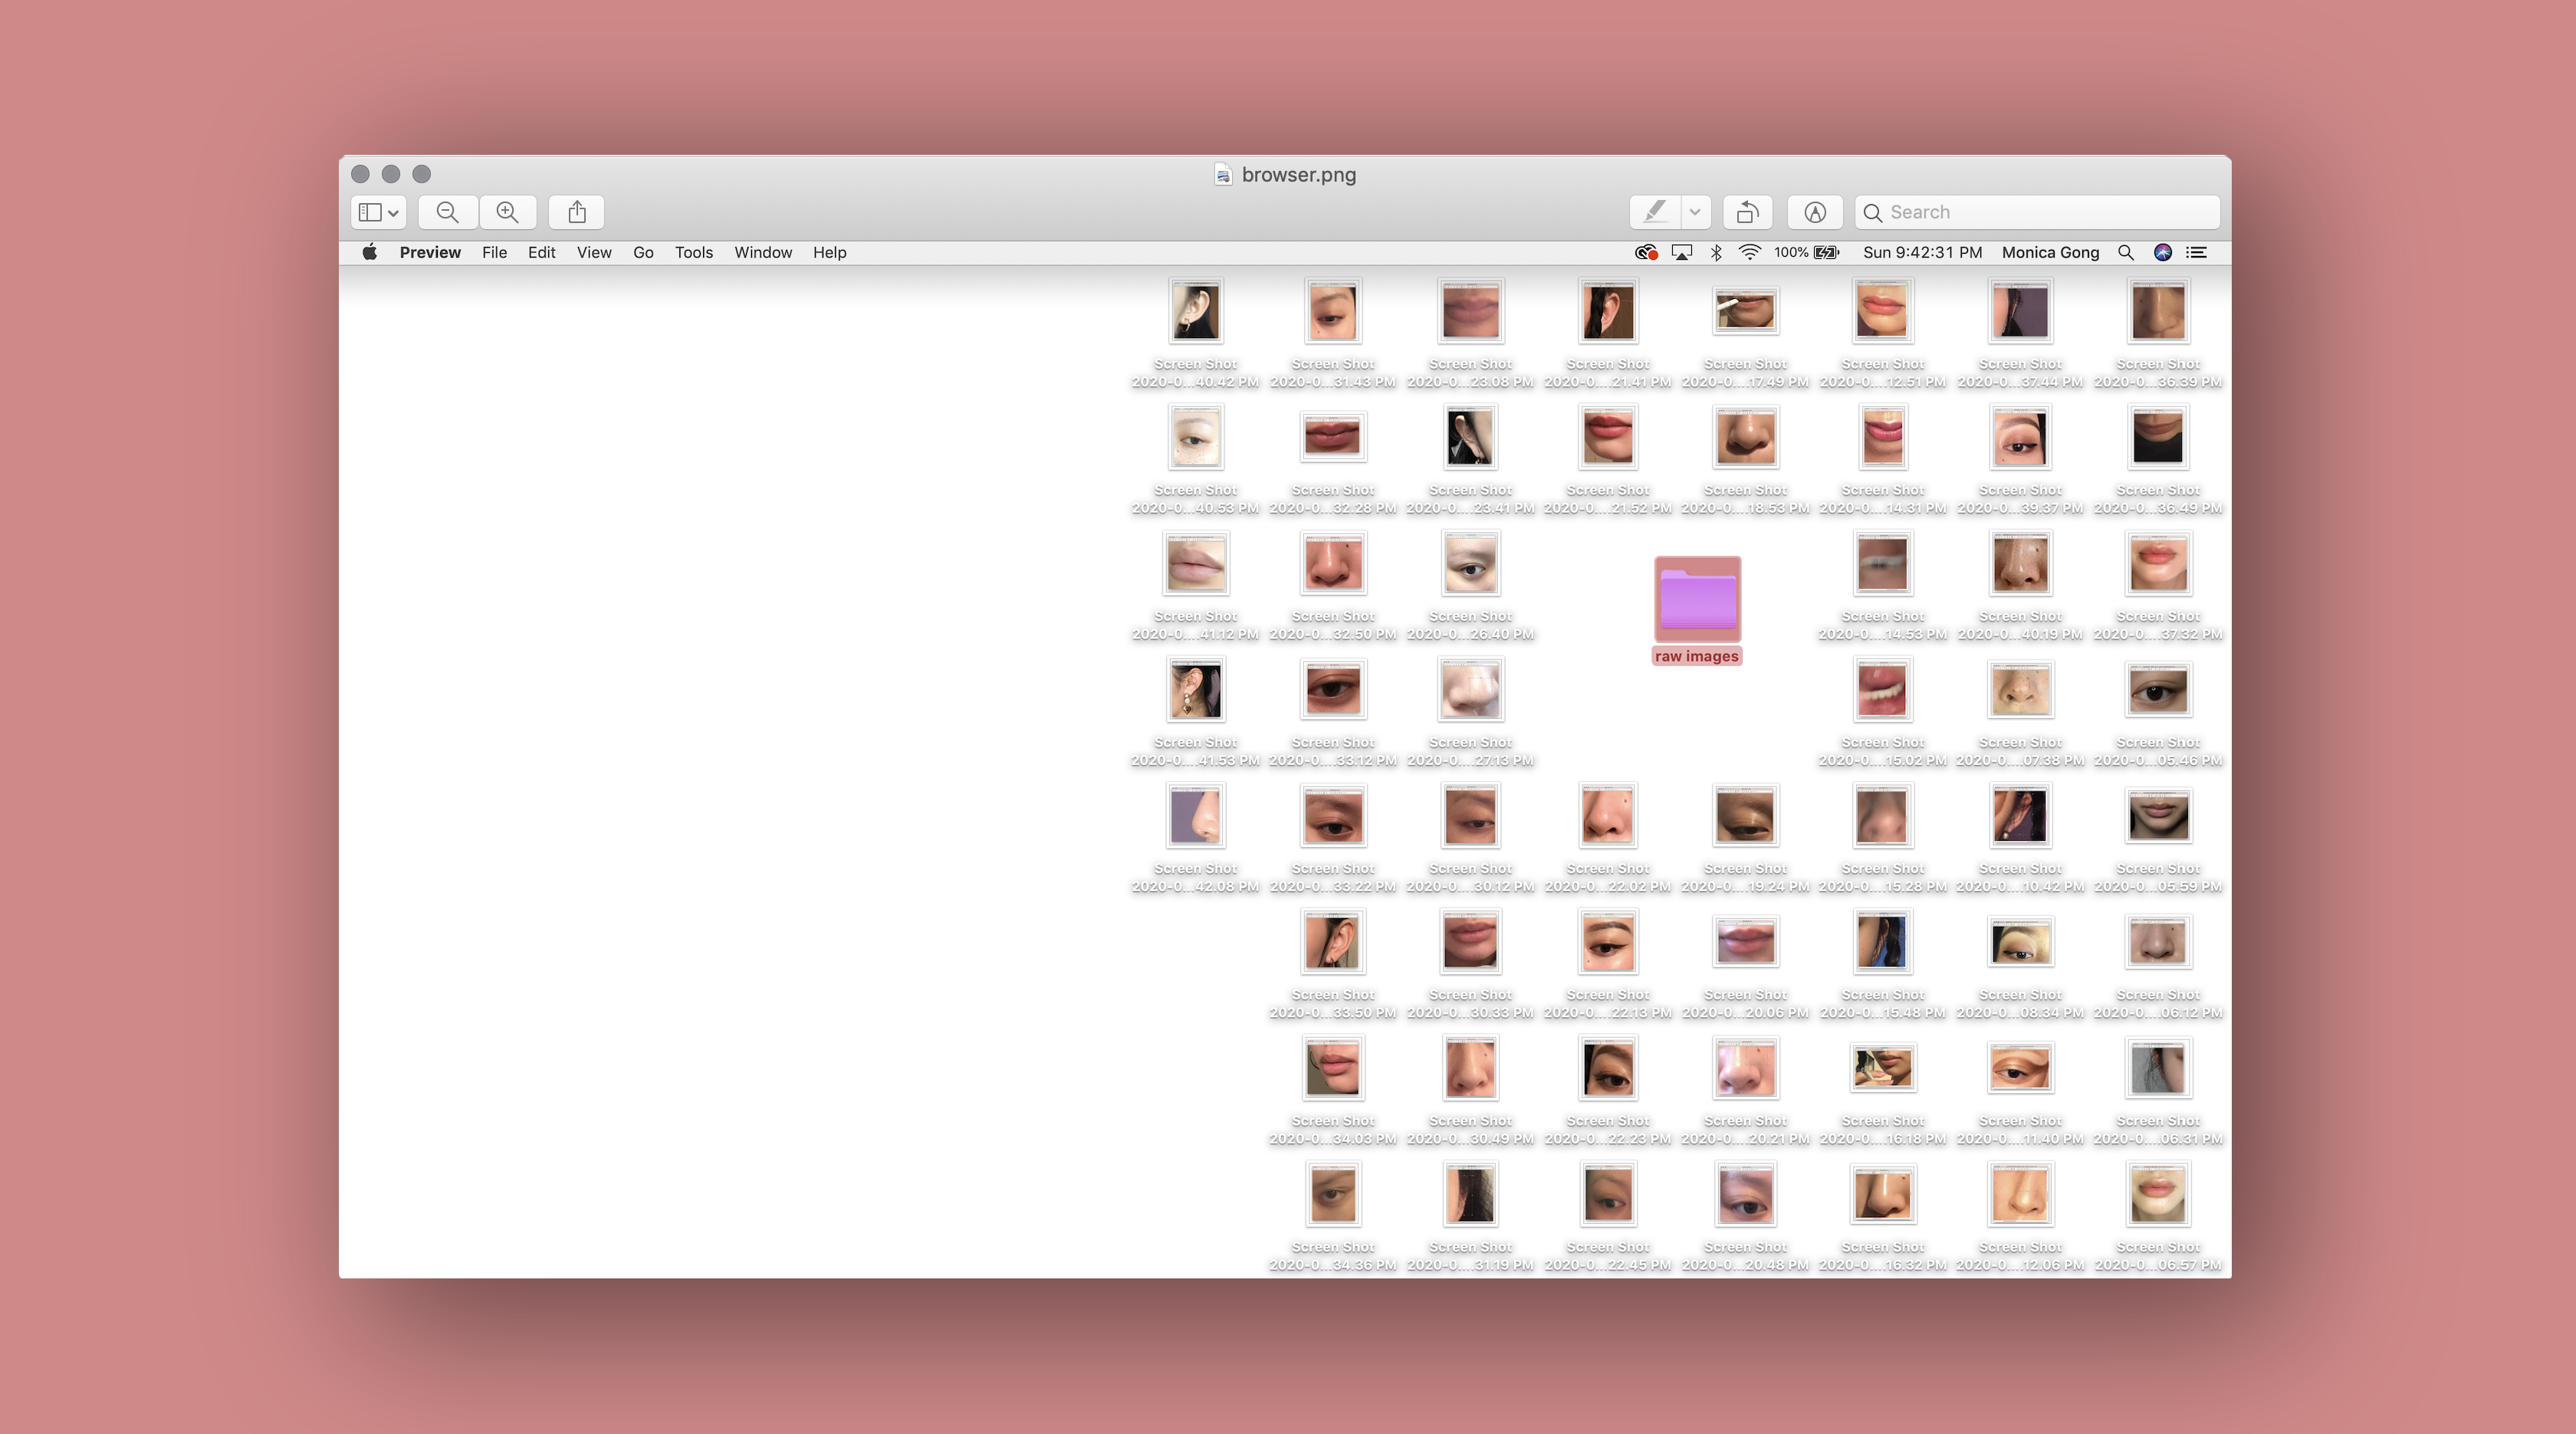 browser.png
Search
Preview File Edit View Go Tools Window Help 100% Sun 9:42:31 PM Monica Gong
Screen Shot Screen Shot Screen Shot Screen Shot Screen Shot Screen Shot Screen Shot Screen Shot
2020-0...40.42 PM 2020-0...31.43 PM 2020-0...23.08 PM 2020-0....21.41 PM 2020-0....17.49 PM 2020-0....12.51 PM 2020-0....37.44 PM 2020-0...36.39 PM
Screen Shot Screen Shot Screen Shot Screen Shot Screen Shot Screen Shot Screen Shot Screen Shot
2020-0...40.53 PM 2020-0...32.28 PM 2020-0....23.41 PM 2020-0....21.52 PM 2020-0....18.53 PM 2020-0....14.31 PM 2020-0....39.37 PM 2020-0...36.49 PM
Screen Shot Screen Shot Screen Shot Screen Shot Screen Shot Screen Shot
2020-0....41.12 PM 2020-0...32.50 PM 2020-0...26.40 PM 2020-0....14.53 PM 2020-0....40.19 PM 2020-0....37.32 PM
raw images
Screen Shot Screen Shot Screen Shot Screen Shot Screen Shot Screen Shot
2020-0....41.53 PM 2020-0....33.12 PM 2020-0....27.13 PM 2020-0....15.02 PM 2020-0....07.38 PM 2020-0...05.46 PM
Screen Shot Screen Shot Screen Shot Screen Shot Screen Shot Screen Shot Screen Shot Screen Shot
2020-0...42.08 PM 2020-0...33.22 PM 2020-0....30.12 PM 2020-0...22.02 PM 2020-0....19.24 PM 2020-0....15.28 PM 2020-0....10.42 PM 2020-0...05.59 PM
Screen Shot Screen Shot Screen Shot Screen Shot Screen Shot Screen Shot Screen Shot
2020-0...33.50 PM 2020-0...30.33 PM 2020-0....22.13 PM 2020-0...20.06 PM 2020-0....15.48 PM 2020-0...08.34 PM 2020-0....06.12 PM
Screen Shot Screen Shot Screen Shot Screen Shot Screen Shot Screen Shot Screen Shot
2020-0...34.03 PM 2020-0...30.49 PM 2020-0...22.23 PM 2020-0....20.21 PM 2020-0....16.18 PM 2020-0....11.40 PM 2020-0....06.31 PM
Screen Shot Screen Shot Screen Shot Screen Shot Screen Shot Screen Shot Screen Shot
2020-0...34.36 PM 2020-0....31.19 PM 2020-0...22.45 PM 2020-0...20.48 PM 2020-0....16.32 PM 2020-0....12.06 PM 2020-0...06.57 PM